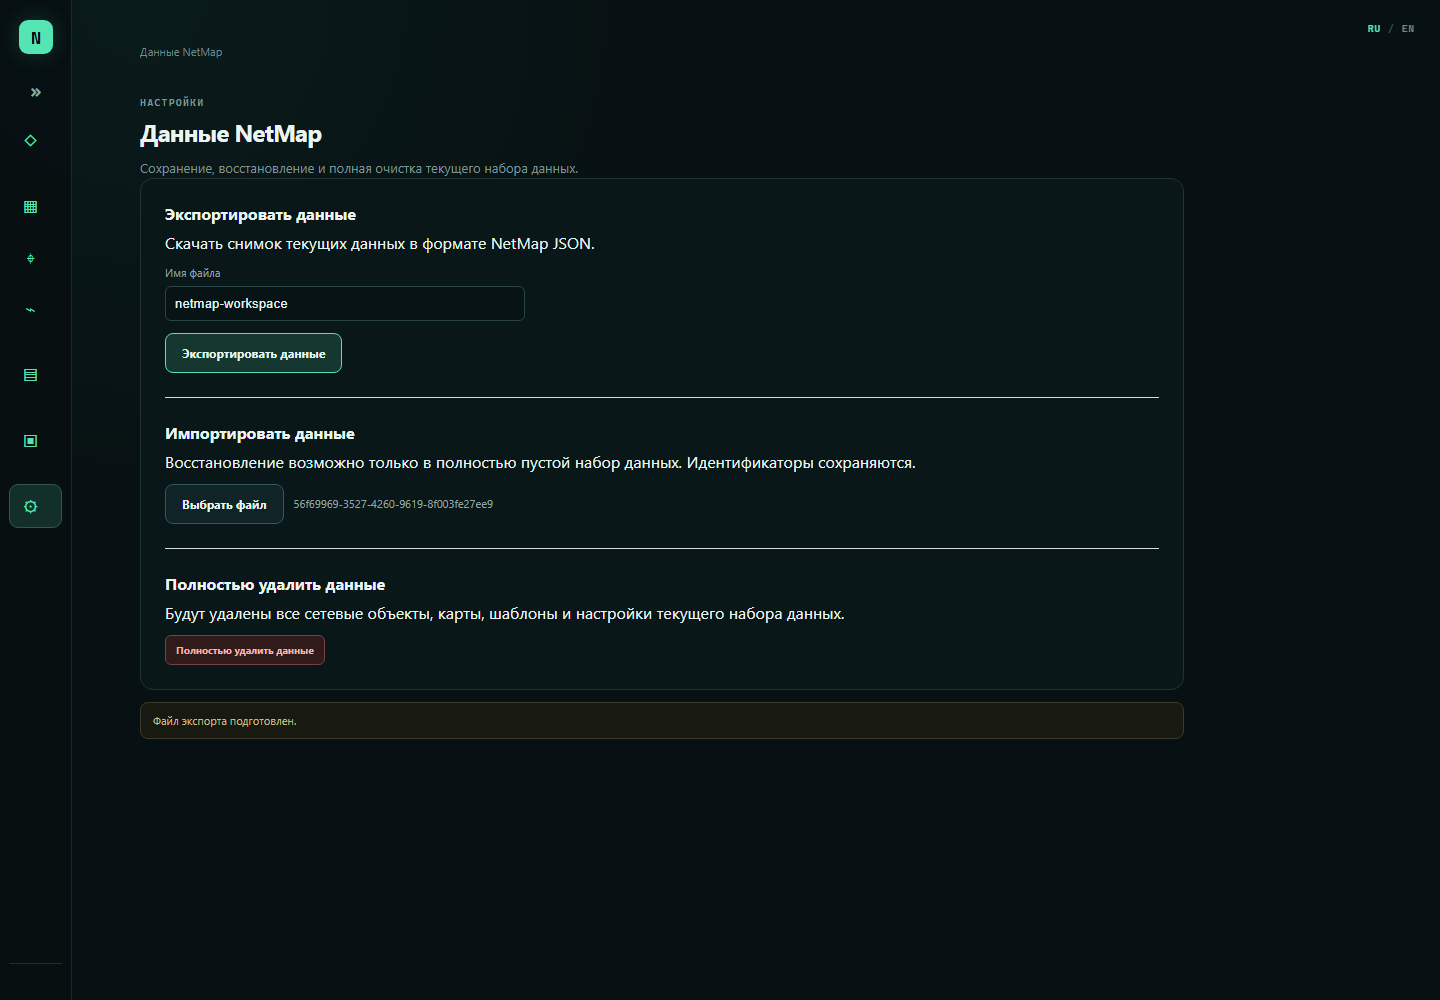 N
RU / EN
»
Данные NetMap
НАСТРОЙКИ
Данные NetMap
Сохранение, восстановление и полная очистка текущего набора данных.
Экспортировать данные
Скачать снимок текущих данных в формате NetMap JSON.
Имя файла
netmap-workspace
Экспортировать данные
Импортировать данные
Восстановление возможно только в полностью пустой набор данных. Идентификаторы сохраняются.
Выбрать файл 56f69969-3527-4260-9619-8f003fe27ee9
Полностью удалить данные
Будут удалены все сетевые объекты, карты, шаблоны и настройки текущего набора данных.
Полностью удалить данные
Файл экспорта подготовлен.